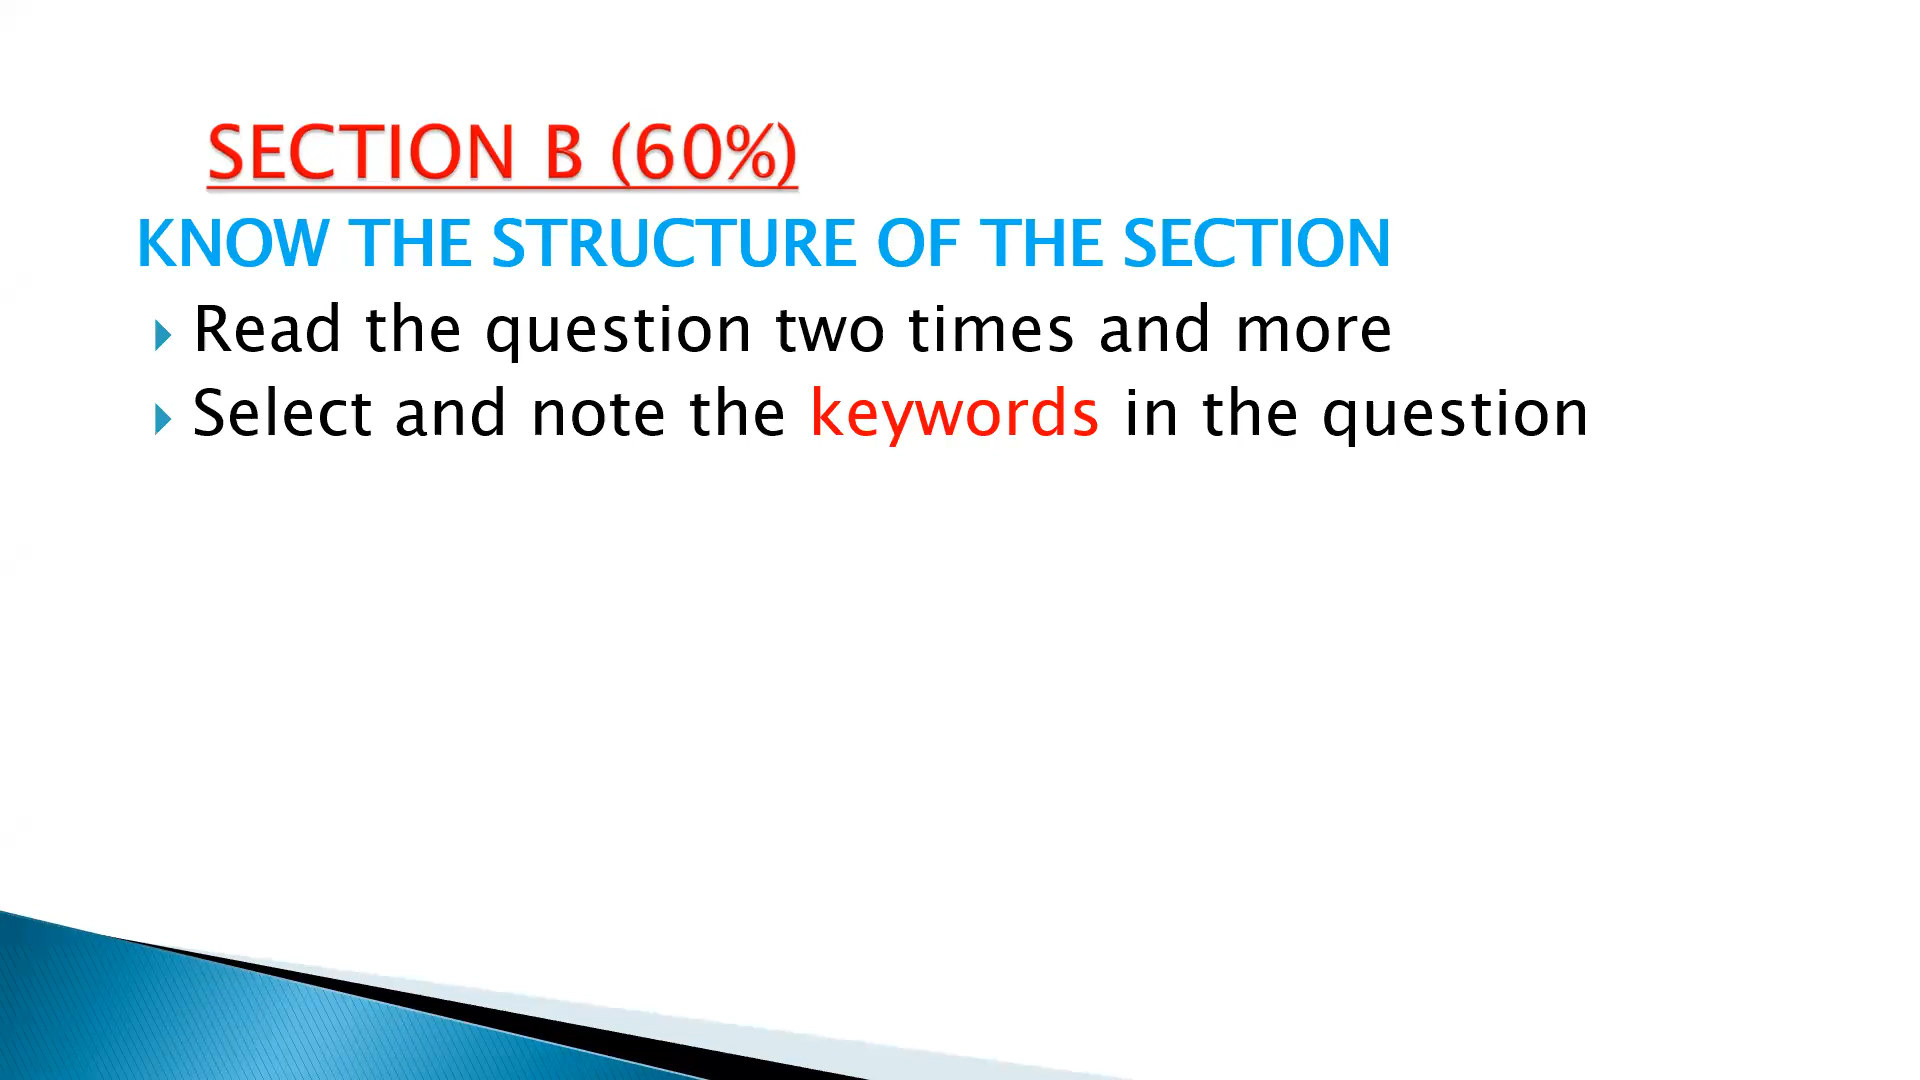 SECTION B (60%)
KNOW THE STRUCTURE OF THE SECTION
Read the question two times and more
Select and note the keywords in the question